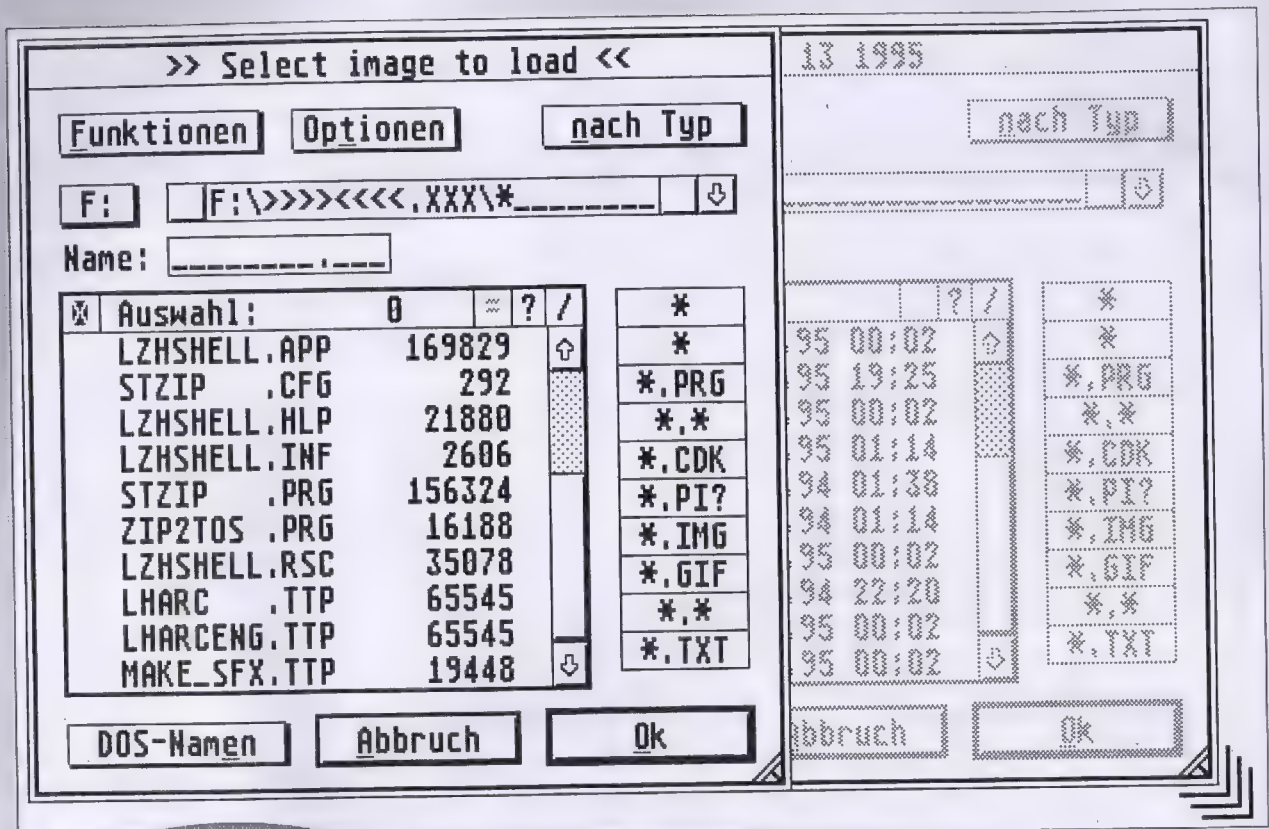 >> Select image to load <<
Funktionen Optionen nach Typ
F: F:\>>>><<<<.XXX\*________
Name: ________.___
Auswahl: 0 = ? /
LZHSHELL.APP 169829
STZIP   .CFG 292
LZHSHELL.HLP 21880
LZHSHELL.INF 2606
STZIP   .PRG 156324
ZIP2TOS .PRG 16188
LZHSHELL.RSC 35078
LHARC   .TTP 65545
LHARCENG.TTP 65545
MAKE_SFX.TTP 19448
*
*
*.PRG
*.*
*.CDK
*.PI?
*.IMG
*.GIF
*.*
*.TXT
DOS-Namen Abbruch Ok
13 1995
nach Typ
? /
95 00:02
95 19:25
95 00:02
95 01:14
94 01:38
94 01:14
95 00:02
94 22:20
95 00:02
95 00:02
*
*
*.PRG
*.*
*.CDK
*.PI?
*.IMG
*.GIF
*.*
*.TXT
Abbruch Ok